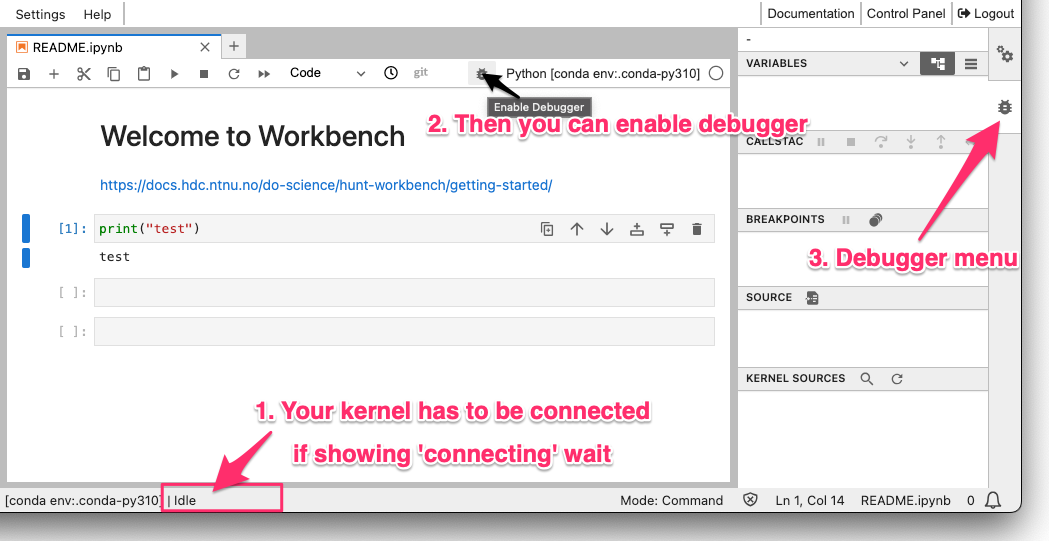 Settings Help
Documentation Control Panel Logout
README.ipynb
-
Code
git
Python [conda env:.conda-py310]
VARIABLES
Enable Debugger
2. Then you can enable debugger
Welcome to Workbench
CALLSTAC
https://docs.hdc.ntnu.no/do-science/hunt-workbench/getting-started/
BREAKPOINTS
[1]: print("test")
test
3. Debugger menu
[ ]:
SOURCE
[ ]:
KERNEL SOURCES
1. Your kernel has to be connected
if showing 'connecting' wait
[conda env:.conda-py310] | Idle
Mode: Command
Ln 1, Col 14
README.ipynb
0